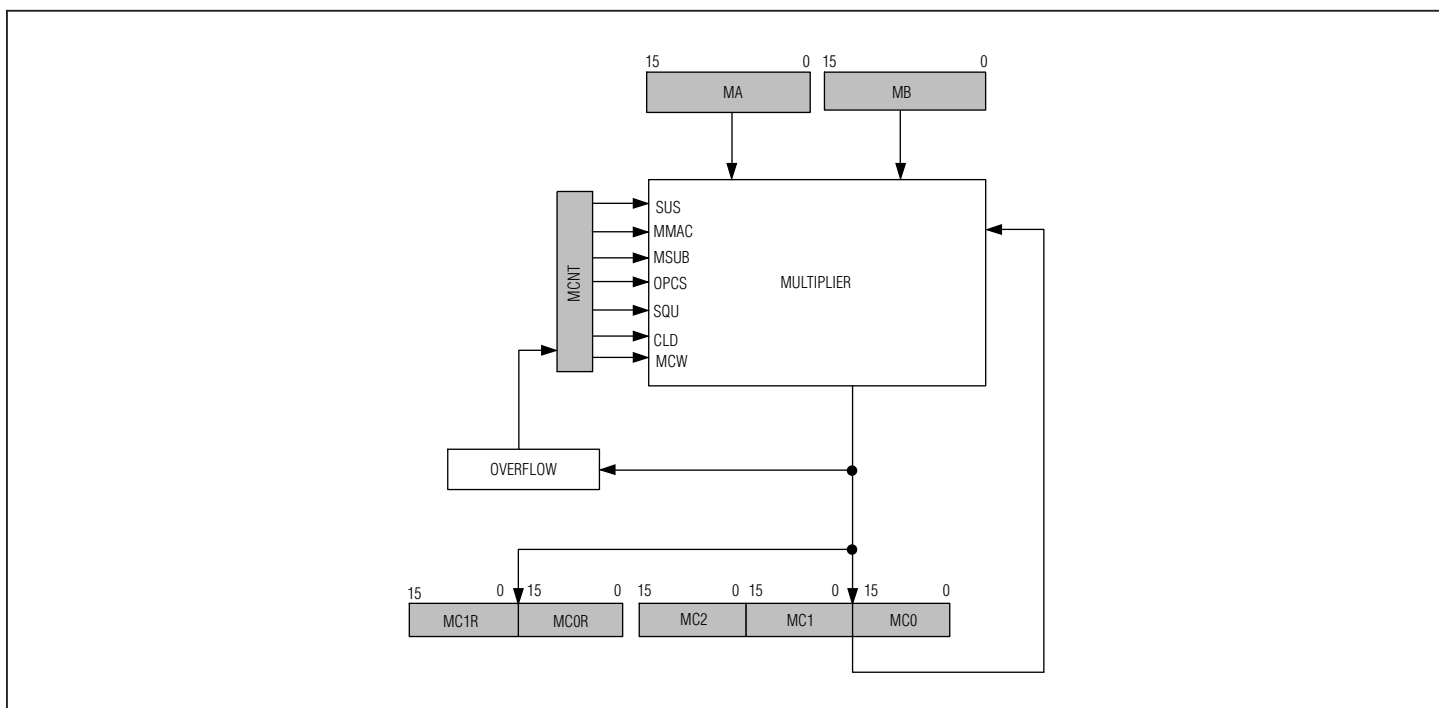 15 0 15 0
MA MB
SUS
MMAC
MSUB
OPCS
SQU
CLD
MCW
MCNT
MULTIPLIER
OVERFLOW
15 0 15 0 15 0 15 0 15 0
MC1R MC0R MC2 MC1 MC0